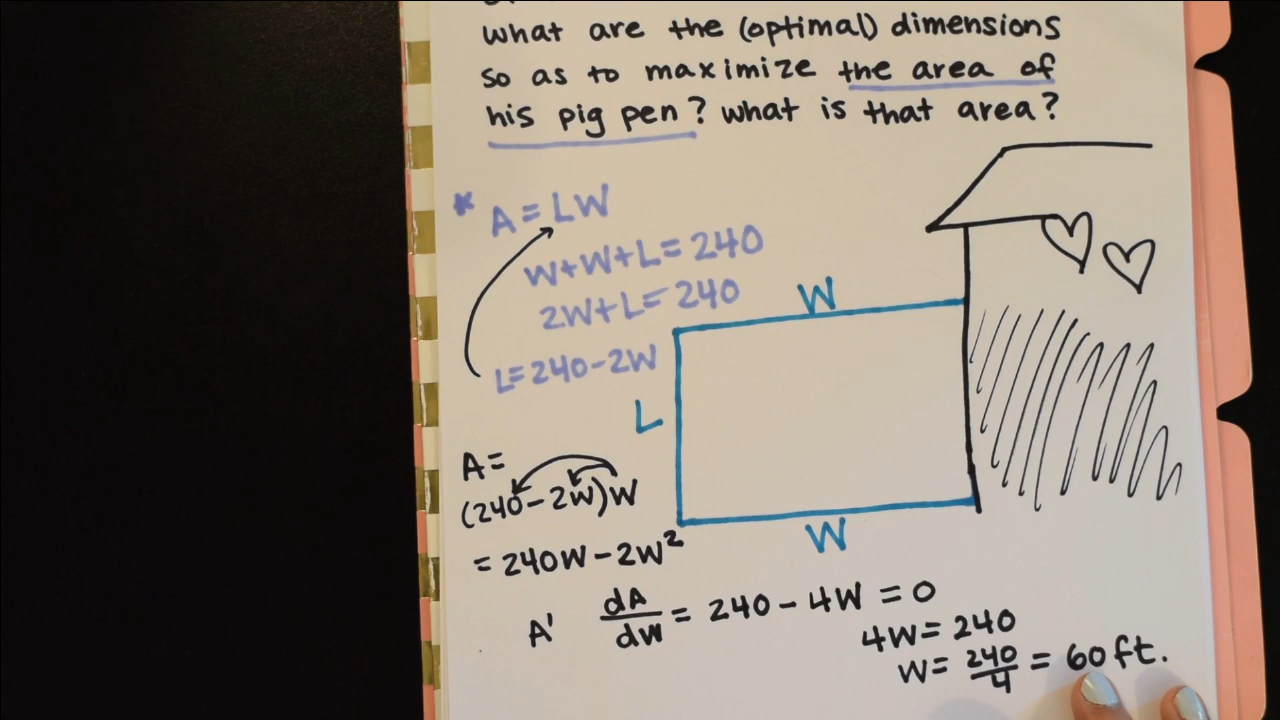 what are the (optimal) dimensions
so as to maximize the area of
his pig pen? what is that area?
* A = LW
W+W+L = 240
2W+L = 240
L = 240-2W
W
L
W
A =
(240-2W)W
= 240W - 2W²
A' dA/dW = 240 - 4W = 0
4W = 240
W = 240/4 = 60 ft.